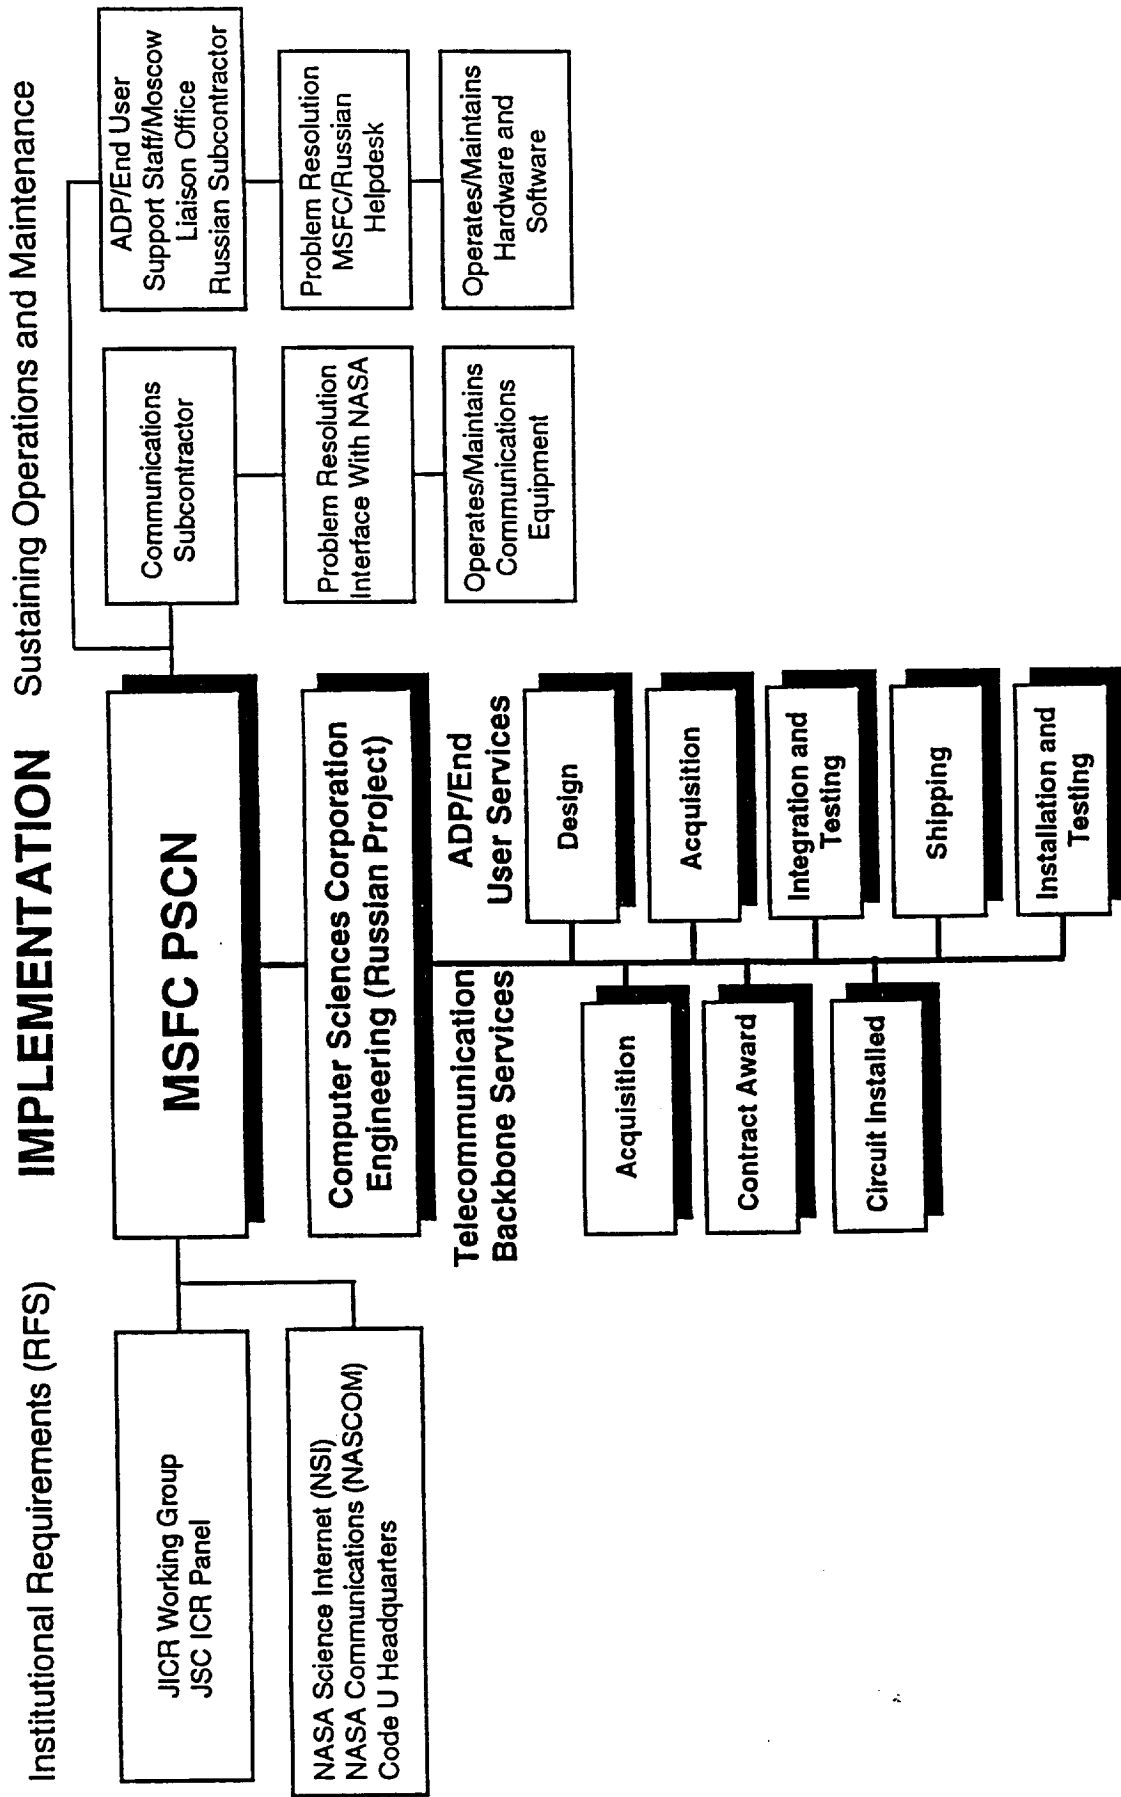 Institutional Requirements (RFS)
IMPLEMENTATION
Sustaining Operations and Maintenance
JICR Working Group
JSC ICR Panel
NASA Science Internet (NSI)
NASA Communications (NASCOM)
Code U Headquarters
MSFC PSCN
Computer Sciences Corporation
Engineering (Russian Project)
Telecommunication
Backbone Services
Acquisition
Contract Award
Circuit Installed
ADP/End
User Services
Design
Acquisition
Integration and
Testing
Shipping
Installation and
Testing
Communications
Subcontractor
Problem Resolution
Interface With NASA
Operates/Maintains
Communications
Equipment
ADP/End User
Support Staff/Moscow
Liaison Office
Russian Subcontractor
Problem Resolution
MSFC/Russian
Helpdesk
Operates/Maintains
Hardware and
Software